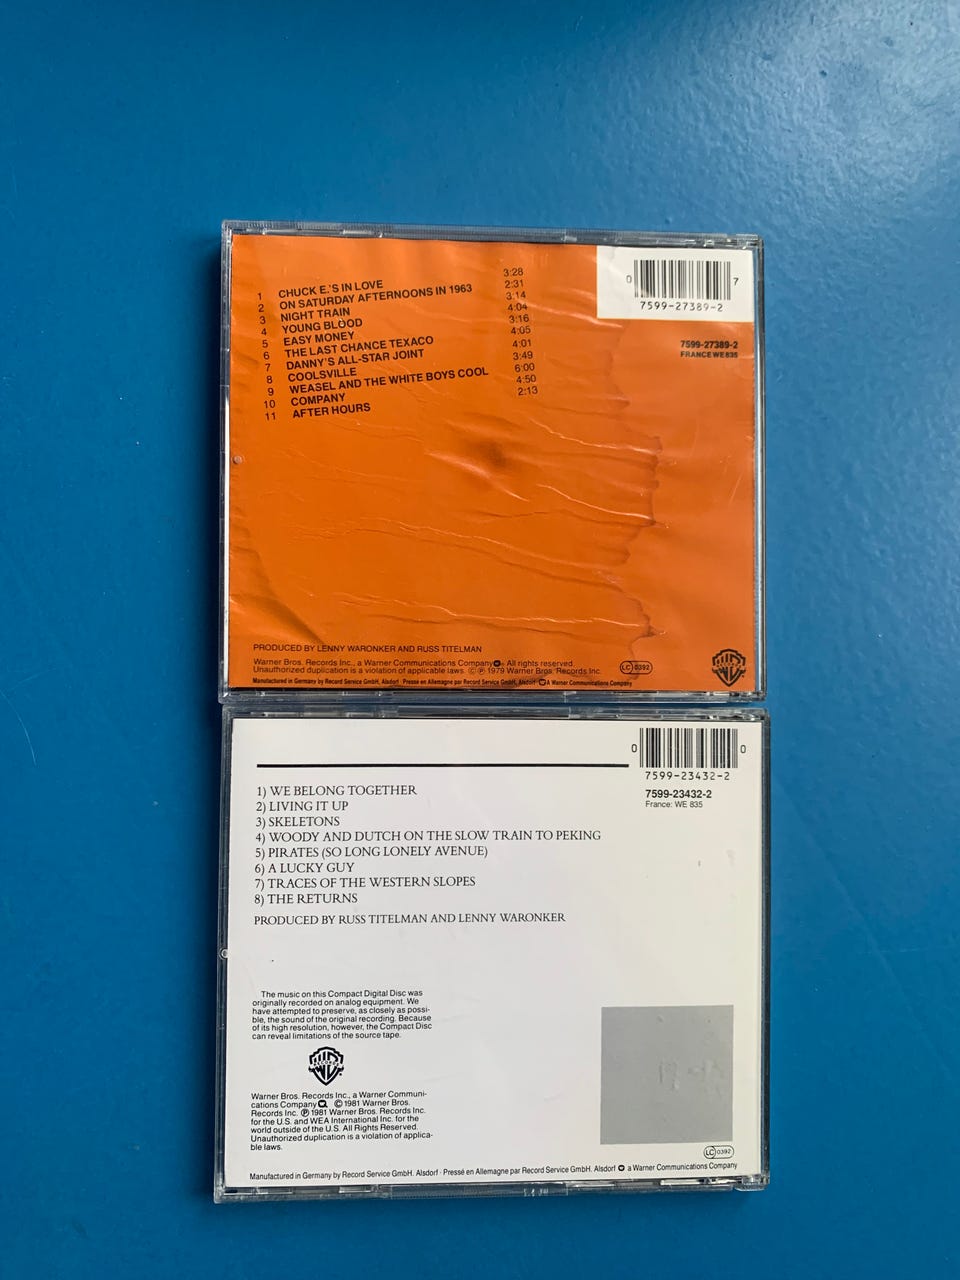 1 CHUCK E.'S IN LOVE 3:28
2 ON SATURDAY AFTERNOONS IN 1963 2:31
3 NIGHT TRAIN 3:14
4 YOUNG BLOOD 4:04
5 EASY MONEY 3:16
6 THE LAST CHANCE TEXACO 4:05
7 DANNY'S ALL-STAR JOINT 4:01
8 COOLSVILLE 3:49
9 WEASEL AND THE WHITE BOYS COOL 6:00
10 COMPANY 4:50
11 AFTER HOURS 2:13
0 7
7599-27389-2
7599-27389-2
FRANCE WE 835
PRODUCED BY LENNY WARONKER AND RUSS TITELMAN
Warner Bros. Records Inc., a Warner Communications Company. All rights reserved.
Unauthorized duplication is a violation of applicable laws. © ℗ 1979 Warner Bros. Records Inc.
Manufactured in Germany by Record Service GmbH, Alsdorf · Presse en Allemagne par Record Service GmbH, Alsdorf · A Warner Communications Company
LC 0392
0 0
7599-23432-2
7599-23432-2
France: WE 835
1) WE BELONG TOGETHER
2) LIVING IT UP
3) SKELETONS
4) WOODY AND DUTCH ON THE SLOW TRAIN TO PEKING
5) PIRATES (SO LONG LONELY AVENUE)
6) A LUCKY GUY
7) TRACES OF THE WESTERN SLOPES
8) THE RETURNS
PRODUCED BY RUSS TITELMAN AND LENNY WARONKER
The music on this Compact Digital Disc was
originally recorded on analog equipment. We
have attempted to preserve, as closely as possi-
ble, the sound of the original recording. Because
of its high resolution, however, the Compact Disc
can reveal limitations of the source tape.
RECORDS
Warner Bros. Records Inc., a Warner Communi-
cations Company. © 1981 Warner Bros.
Records Inc. ℗ 1981 Warner Bros. Records Inc.
for the U.S. and WEA International Inc. for the
world outside of the U.S. All Rights Reserved.
Unauthorized duplication is a violation of applica-
ble laws.
LC 0392
Manufactured in Germany by Record Service GmbH. Alsdorf · Pressé en Allemagne par Record Service GmbH. Alsdorf a Warner Communications Company